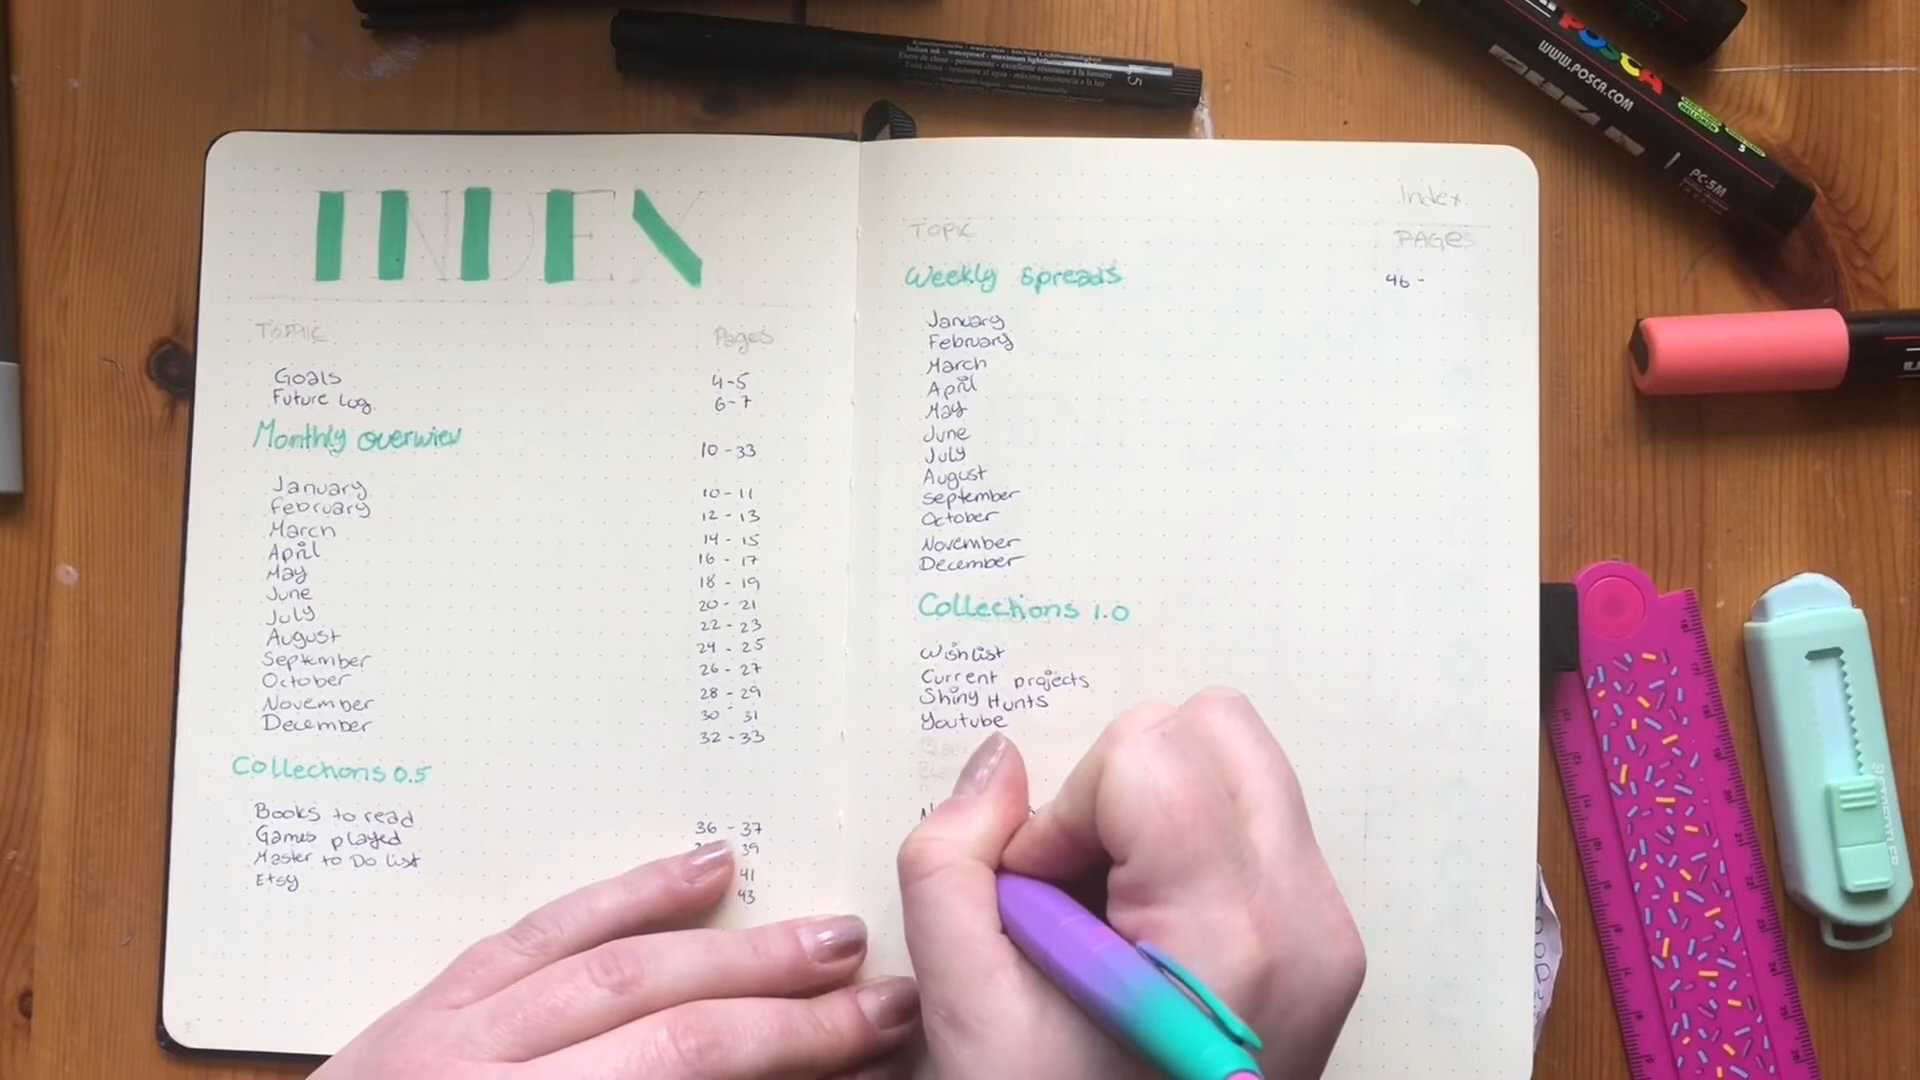 INDEX
TOPIC Pages
Goals 4-5
Future log 6-7
Monthly overwiev 10-33
January 10-11
February 12-13
March 14-15
April 16-17
May 18-19
June 20-21
July 22-23
August 24-25
September 26-27
October 28-29
November 30-31
December 32-33
Collections 0.5
Books to read 36-37
Games played 39
Master to Do list 41
Etsy 43
Index
TOPIC PAGES
Weekly Spreads 46-
January
February
March
April
May
June
July
August
September
October
November
December
Collections 1.0
Wishlist
Current projects
Shiny Hunts
Youtube
1.5
POSCA
WWW.POSCA.COM
PC-5M